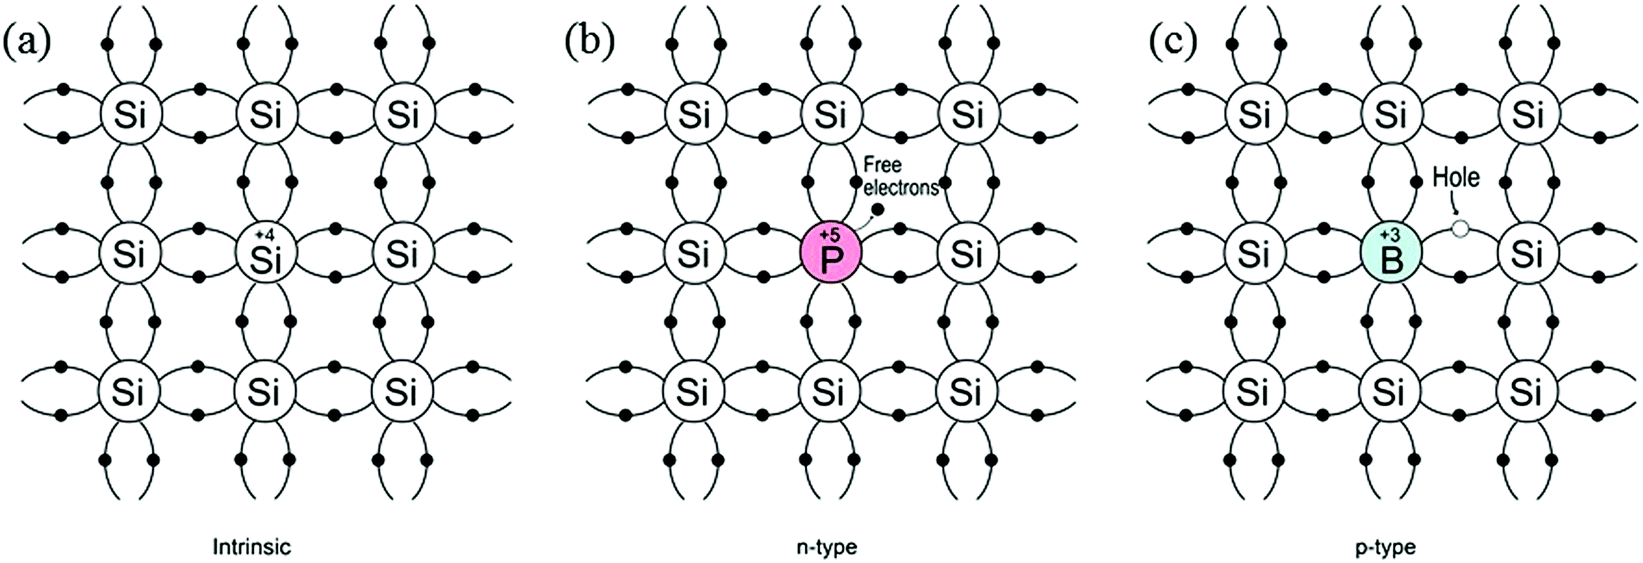 (a)
Si Si Si
Si +4 Si Si
Si Si Si
Intrinsic
(b)
Si Si Si
Free
electrons
Si +5 P Si
Si Si Si
n-type
(c)
Si Si Si
Hole
Si +3 B Si
Si Si Si
p-type